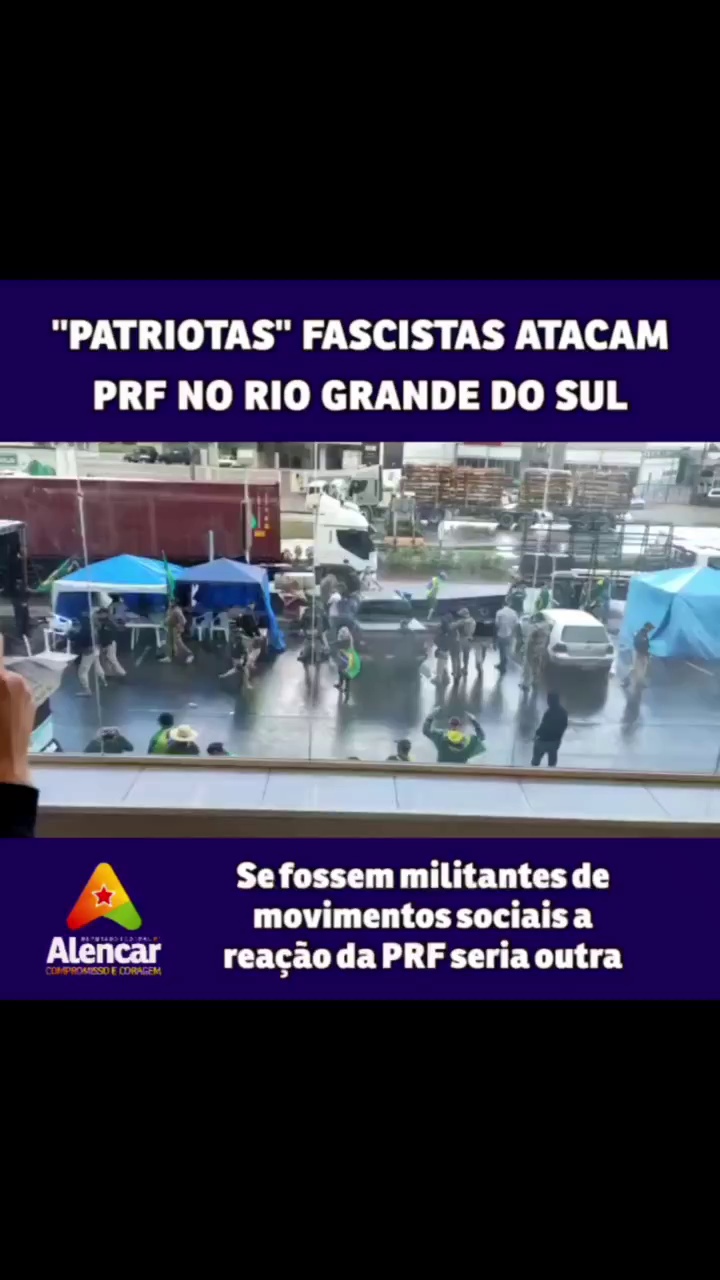 "PATRIOTAS" FASCISTAS ATACAM
PRF NO RIO GRANDE DO SUL
Se fossem militantes de
movimentos sociais a
reação da PRF seria outra
Alencar
COMPROMISSO E CORAGEM